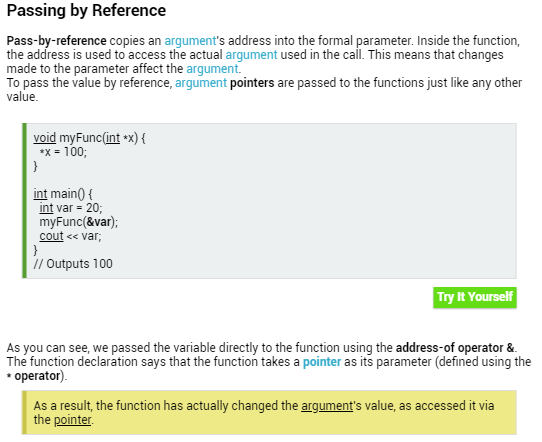 Passing by Reference
Pass-by-reference copies an argument's address into the formal parameter. Inside the function,
the address is used to access the actual argument used in the call. This means that changes
made to the parameter affect the argument.
To pass the value by reference, argument pointers are passed to the functions just like any other
value.
void myFunc(int *x) {
*x = 100;
}
int main() {
int var = 20;
myFunc(&var);
cout << var;
}
// Outputs 100
Try It Yourself
As you can see, we passed the variable directly to the function using the address-of operator &.
The function declaration says that the function takes a pointer as its parameter (defined using the
* operator).
As a result, the function has actually changed the argument's value, as accessed it via
the pointer.